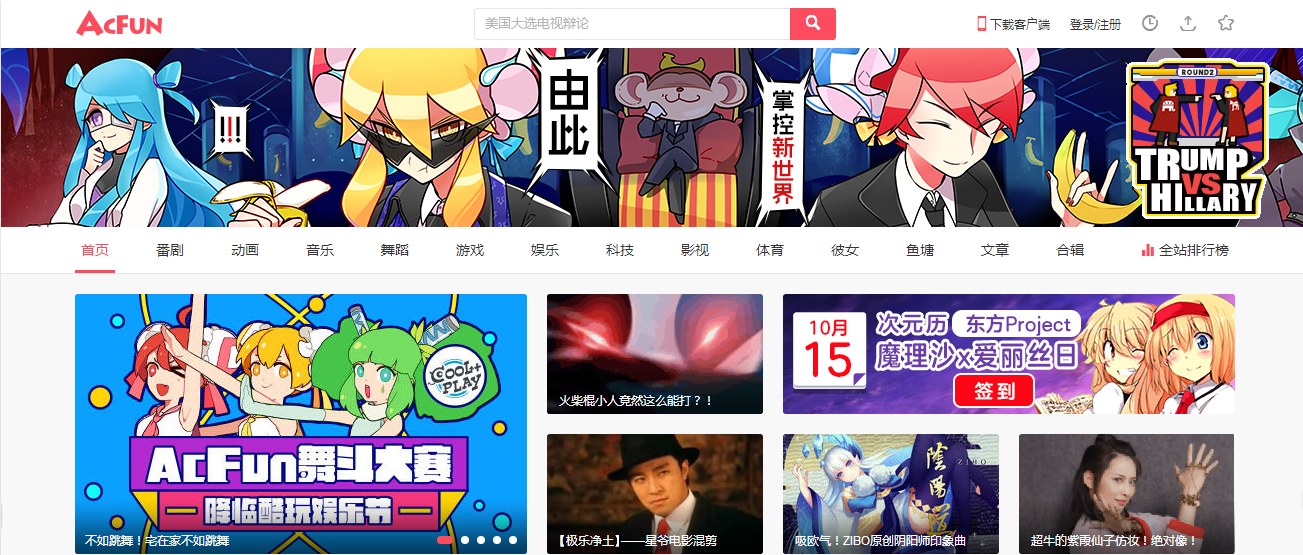 AcFun
美国大选电视辩论
下载客户端
登录/注册
!!!
由此
掌控新世界
ROUND2
TRUMP
VS
HILLARY
首页
番剧
动画
音乐
舞蹈
游戏
娱乐
科技
影视
体育
彼女
鱼塘
文章
合辑
全站排行榜
COOL+
PLAY
AcFun舞斗大赛
降临酷玩娱乐节
不如跳舞！宅在家不如跳舞
火柴棍小人竟然这么能打？！
10月
15
次元历
东方Project
魔理沙x爱丽丝日
签到
【极乐净土】——星爷电影混剪
陰陽師
ZIBO
吸欧气！ZIBO原创阴阳师印象曲
超牛的紫霞仙子仿妆！绝对像！